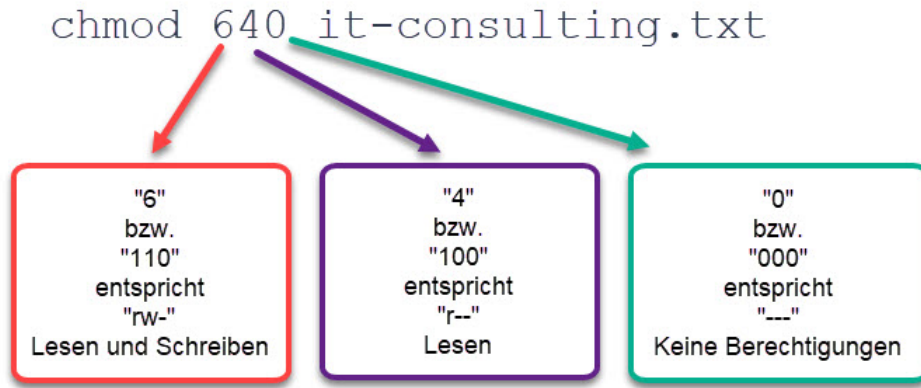 chmod 640 it-consulting.txt
"6"
bzw.
"110"
entspricht
"rw-"
Lesen und Schreiben
"4"
bzw.
"100"
entspricht
"r--"
Lesen
"0"
bzw.
"000"
entspricht
"---"
Keine Berechtigungen